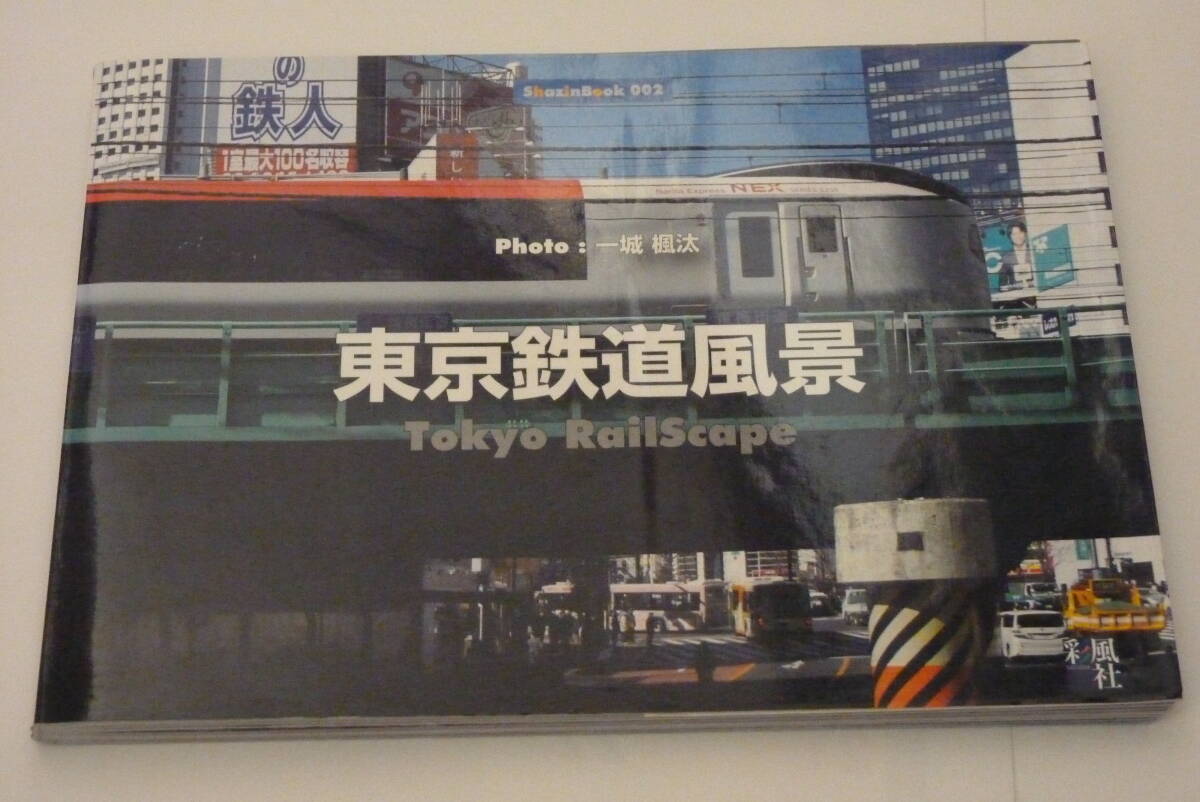 ShazinBook 002
の
鉄人
Narita Express NEX
Photo : 一城 楓汰
東京鉄道風景
Tokyo RailScape
彩風社